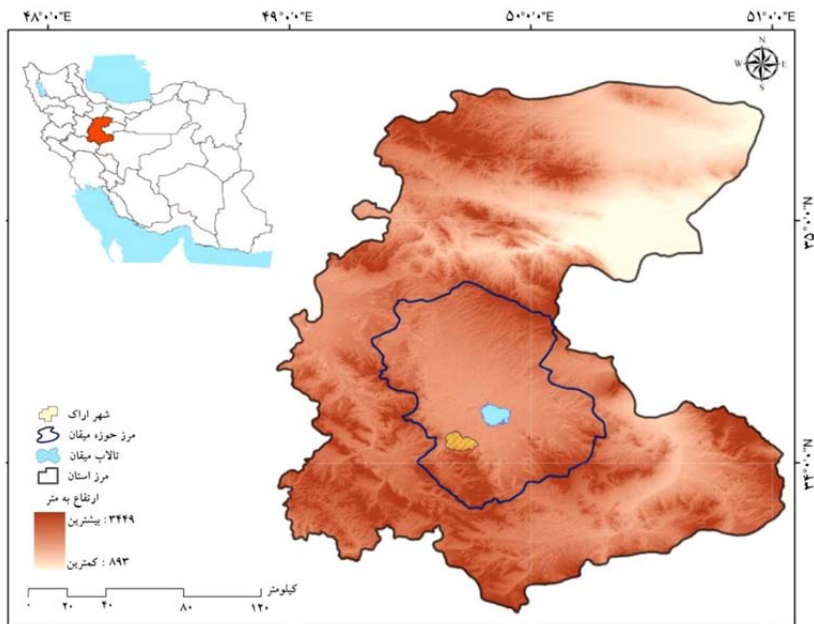 ۴۸°۰'۰"E ۴۹°۰'۰"E ۵۰°۰'۰"E ۵۱°۰'۰"E
N
W E
S
۳۵°۰'۰"N
۳۴°۰'۰"N
شهر اراک
مرز حوزه میقان
تالاب میقان
مرز استان
ارتفاع به متر
بیشترین : ۳۴۴۹
کمترین : ۸۹۳
کیلومتر
۰ ۲۰ ۴۰ ۸۰ ۱۲۰